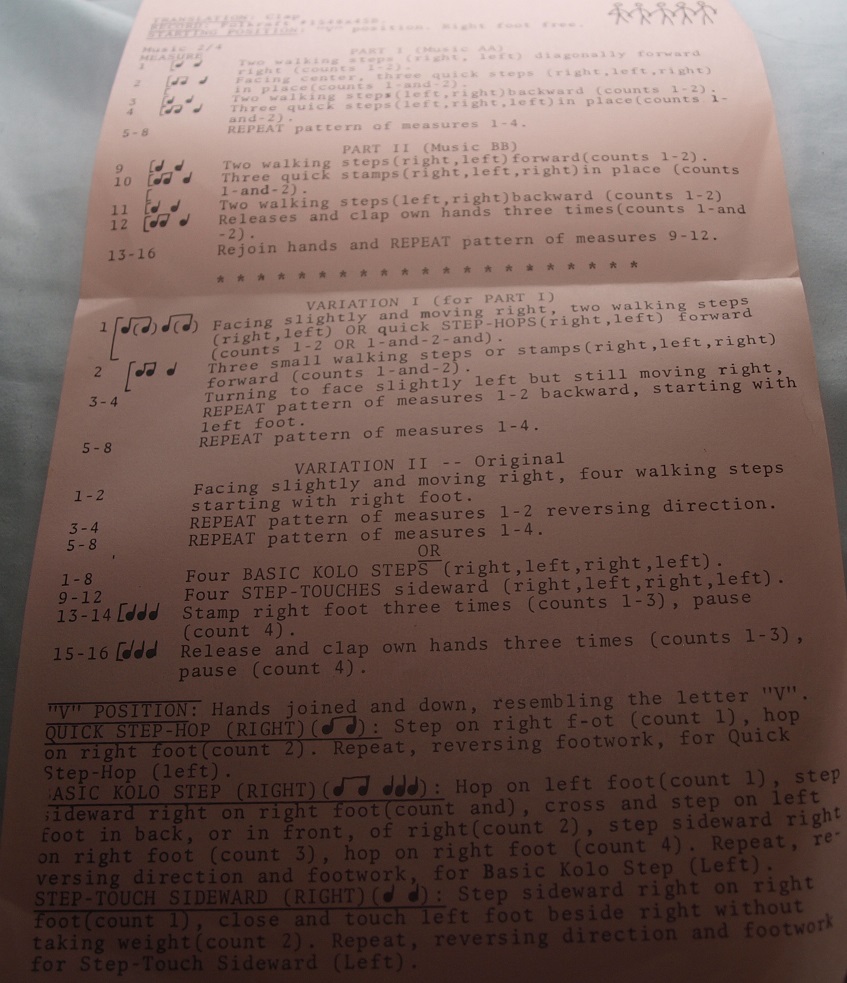 TRANSLATION: Clap
RECORD: Folkraft
STARTING POSITION: "V" position. Right foot free.
Music 2/4
PART I (Music AA)
MEASURE
1 Two walking steps (right, left) diagonally forward
right (counts 1-2).
2 Facing center, three quick steps (right,left,right)
in place(counts 1-and-2).
3 Two walking steps(left,right)backward (counts 1-2).
4 Three quick steps(left,right,left)in place(counts 1-
and-2).
5-8 REPEAT pattern of measures 1-4.
PART II (Music BB)
9 Two walking steps(right,left)forward(counts 1-2).
10 Three quick stamps(right,left,right)in place (counts
1-and-2).
11 Two walking steps(left,right)backward (counts 1-2)
12 Releases and clap own hands three times(counts 1-and
-2).
13-16 Rejoin hands and REPEAT pattern of measures 9-12.
* * * * * * * * * * * * * * * * * * * * *
VARIATION I (for PART I)
1 Facing slightly and moving right, two walking steps
(right,left) OR quick STEP-HOPS(right,left) forward
(counts 1-2 OR 1-and-2-and).
2 Three small walking steps or stamps(right,left,right)
forward (counts 1-and-2).
3-4 Turning to face slightly left but still moving right,
REPEAT pattern of measures 1-2 backward, starting with
left foot.
5-8 REPEAT pattern of measures 1-4.
VARIATION II -- Original
1-2 Facing slightly and moving right, four walking steps
starting with right foot.
3-4 REPEAT pattern of measures 1-2 reversing direction.
5-8 REPEAT pattern of measures 1-4.
OR
1-8 Four BASIC KOLO STEPS (right,left,right,left).
9-12 Four STEP-TOUCHES sideward (right,left,right,left).
13-14 Stamp right foot three times (counts 1-3), pause
(count 4).
15-16 Release and clap own hands three times (counts 1-3),
pause (count 4).
"V" POSITION: Hands joined and down, resembling the letter "V".
QUICK STEP-HOP (RIGHT)(♩ ♩): Step on right f-ot (count 1), hop
on right foot(count 2). Repeat, reversing footwork, for Quick
Step-Hop (left).
ASIC KOLO STEP (RIGHT)(♫ ♩♩♩): Hop on left foot(count 1), step
sideward right on right foot(count and), cross and step on left
foot in back, or in front, of right(count 2), step sideward right
on right foot (count 3), hop on right foot (count 4). Repeat, re-
versing direction and footwork, for Basic Kolo Step (Left).
STEP-TOUCH SIDEWARD (RIGHT)(♩ ♩): Step sideward right on right
foot(count 1), close and touch left foot beside right without
taking weight(count 2). Repeat, reversing direction and footwork
for Step-Touch Sideward (Left).